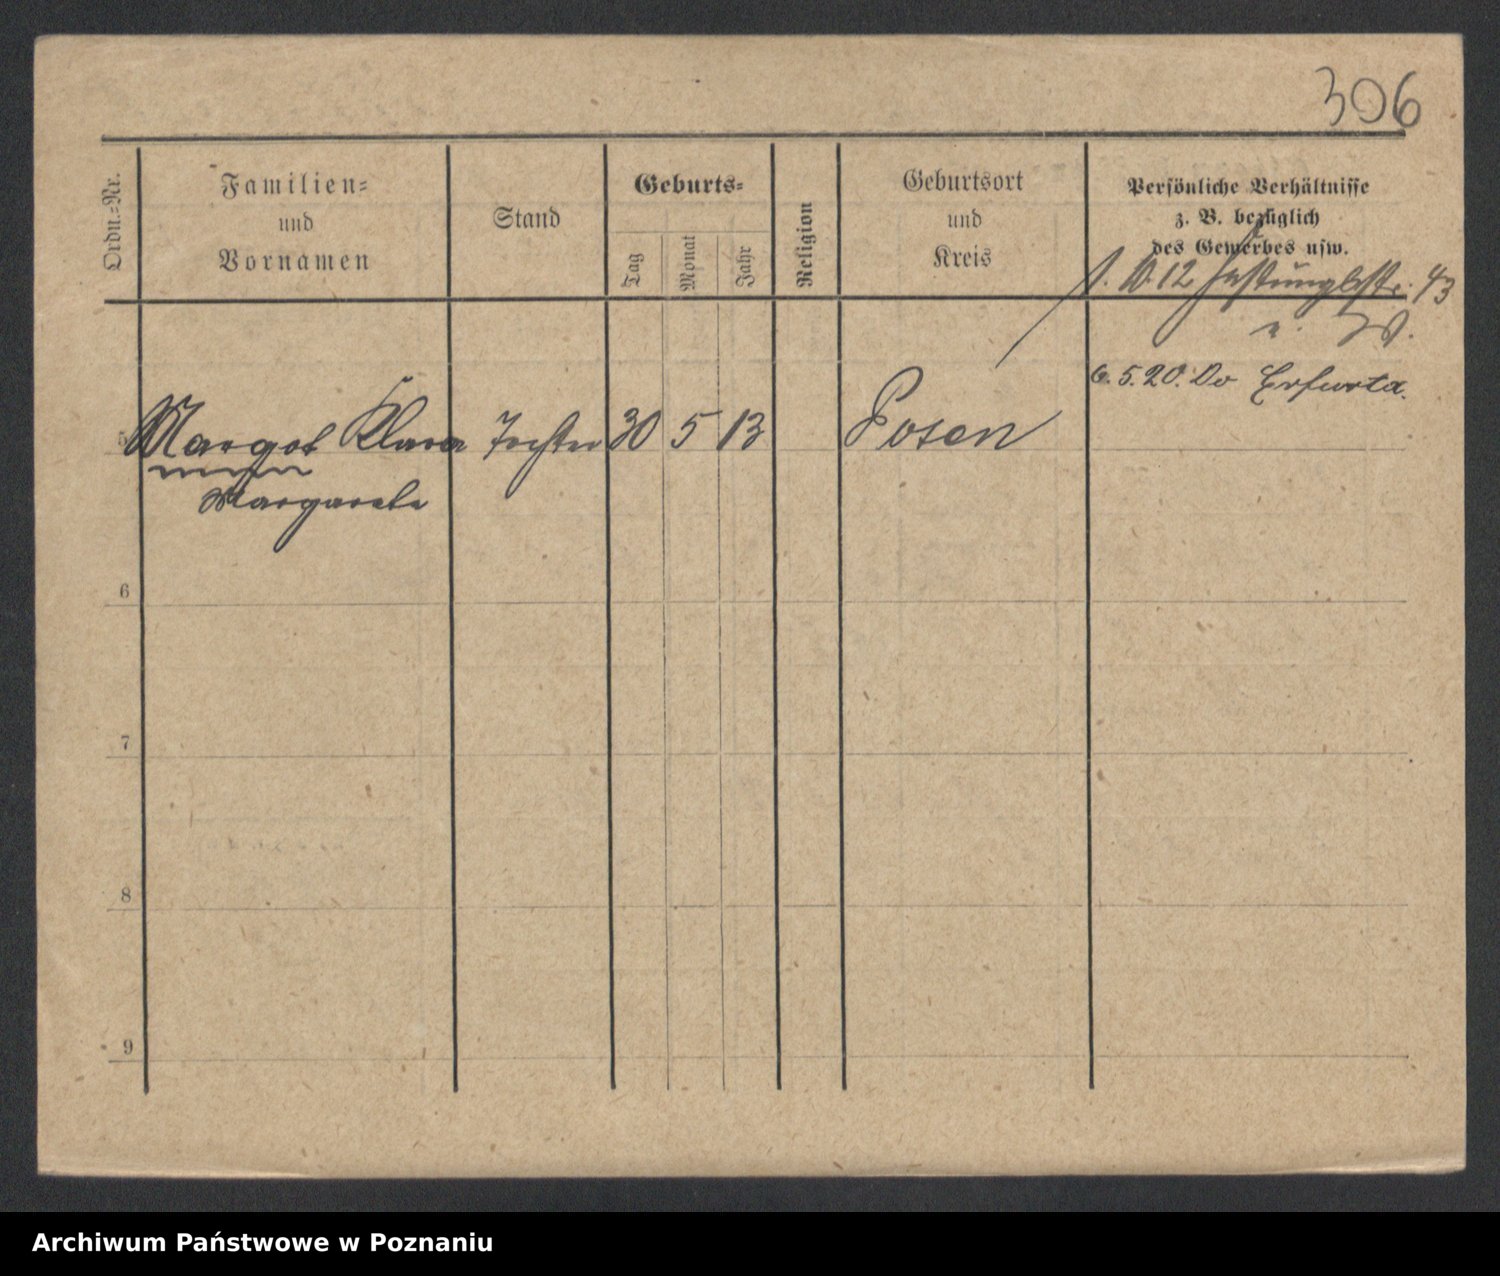 306
Ordn.=Nr.
Familien=
und
Vornamen
Stand
Geburts=
Tag
Monat
Jahr
Religion
Geburtsort
und
Kreis
Persönliche Verhältnisse
z. B. bezüglich
des Gewerbes usw.
12 43
6. 5. 20. Erfurta.
5 Margot Klara Tochter 30 5 13 Posen
Margarete
6
7
8
9
Archiwum Państwowe w Poznaniu